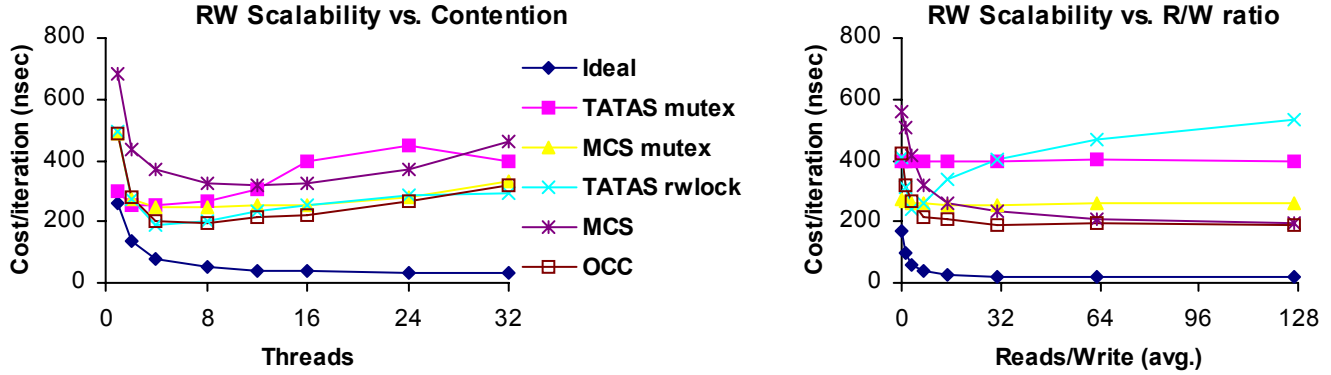 RW Scalability vs. Contention
Cost/iteration (nsec)
800
600
400
200
0
0 8 16 24 32
Threads
Ideal
TATAS mutex
MCS mutex
TATAS rwlock
MCS
OCC
RW Scalability vs. R/W ratio
Cost/iteration (nsec)
800
600
400
200
0
0 32 64 96 128
Reads/Write (avg.)